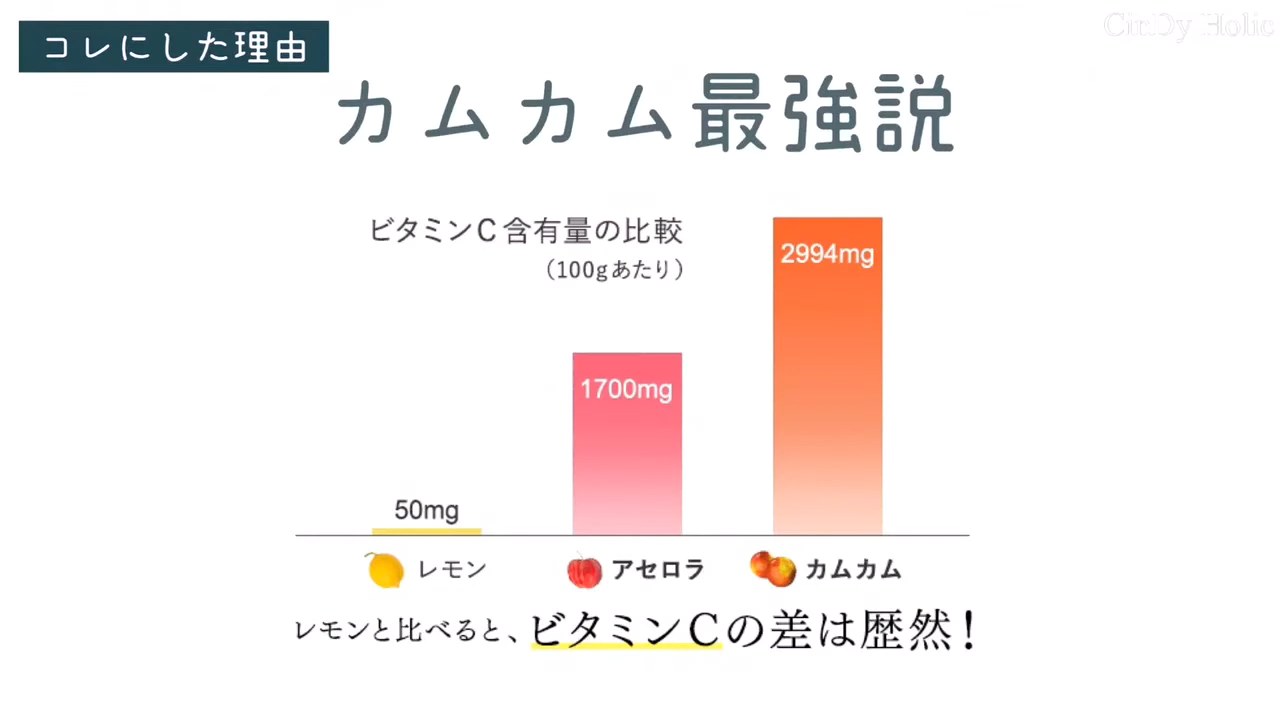 コレにした理由
CinDy Holic
カムカム最強説
ビタミンC含有量の比較
（100gあたり）
2994mg
1700mg
50mg
レモン
アセロラ
カムカム
レモンと比べると、ビタミンCの差は歴然！